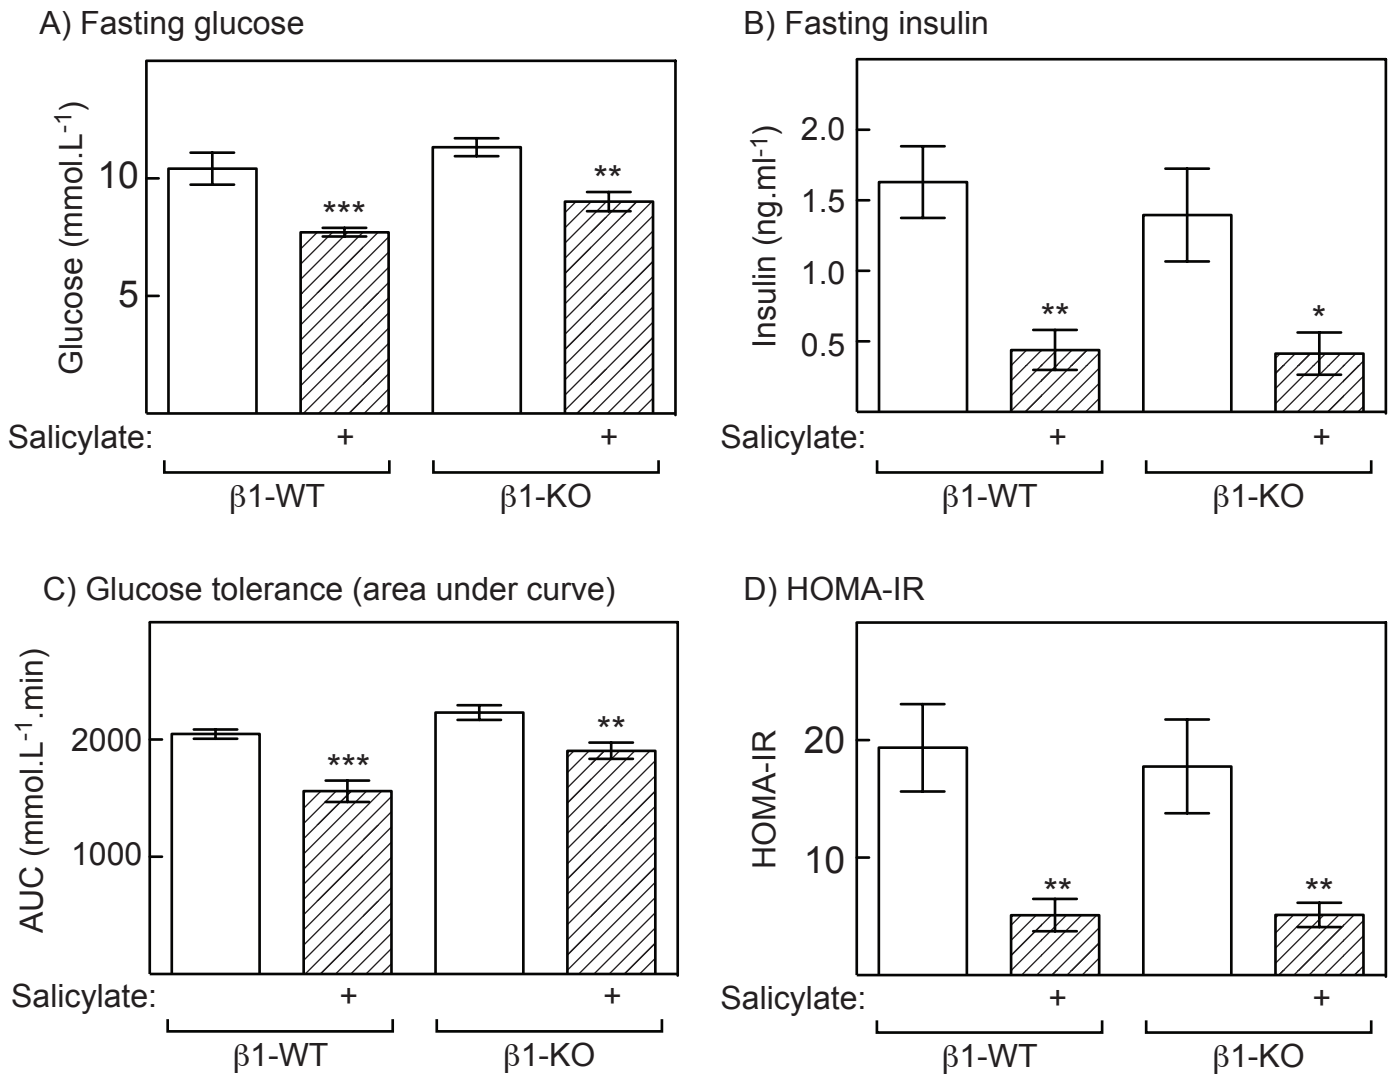 A) Fasting glucose
Glucose (mmol.L-1)
10
5
***
**
Salicylate: + +
β1-WT β1-KO
B) Fasting insulin
Insulin (ng.ml-1)
2.0
1.5
1.0
0.5
**
*
Salicylate: + +
β1-WT β1-KO
C) Glucose tolerance (area under curve)
AUC (mmol.L-1.min)
2000
1000
***
**
Salicylate: + +
β1-WT β1-KO
D) HOMA-IR
HOMA-IR
20
10
**
**
Salicylate: + +
β1-WT β1-KO